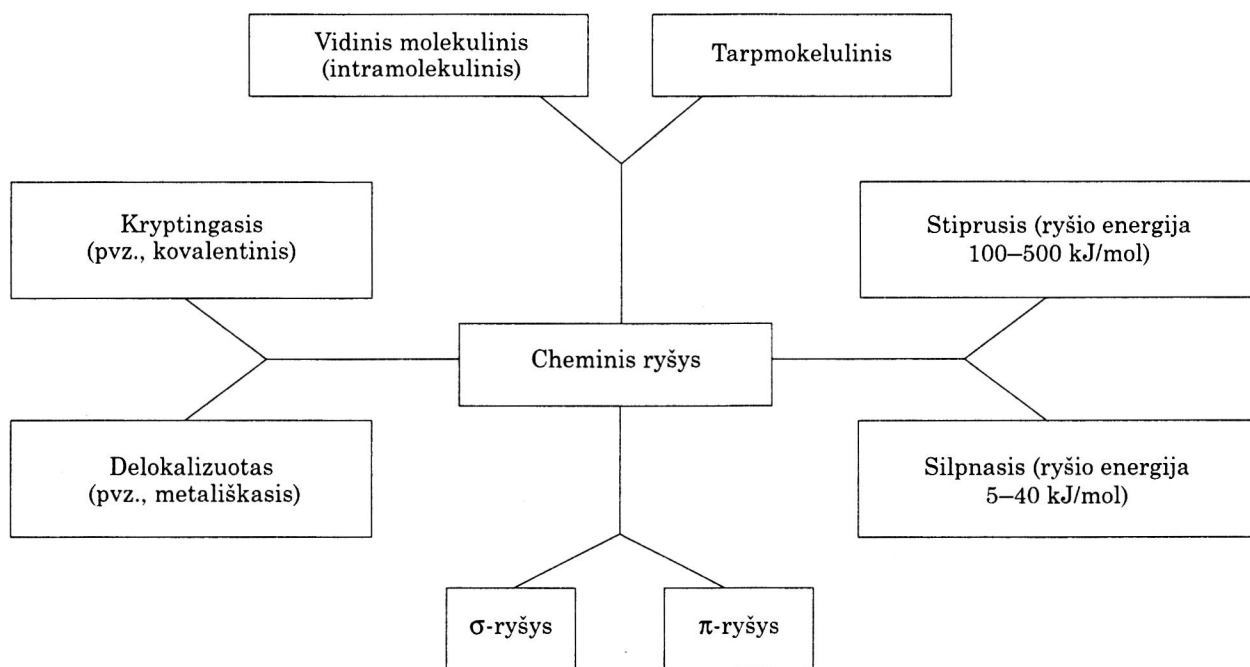 Vidinis molekulinis
(intramolekulinis)
Tarpmokelulinis
Kryptingasis
(pvz., kovalentinis)
Stiprusis (ryšio energija
100–500 kJ/mol)
Cheminis ryšys
Delokalizuotas
(pvz., metališkasis)
Silpnasis (ryšio energija
5–40 kJ/mol)
σ-ryšys
π-ryšys